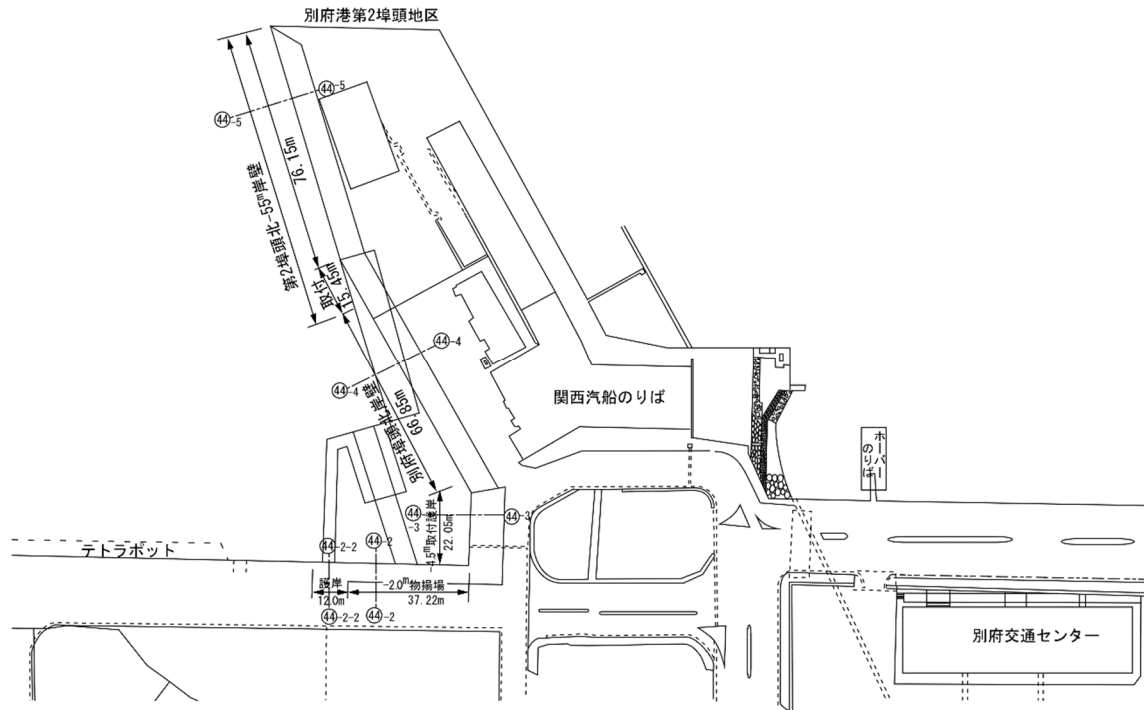 別府港第2埠頭地区
㊹-5
㊹-5
76.15m
第2埠頭北-55m岸壁
取付
15.45m
㊹-4
㊹-4
別府埠頭北岸壁
66.85m
関西汽船のりば
ホーバー
のりば
㊹-3
㊹-3
-4.5m取付護岸
22.05m
テトラポット
㊹-2-2
㊹-2
護岸
12.0m
-2.0m物揚場
37.22m
㊹-2-2
㊹-2
別府交通センター